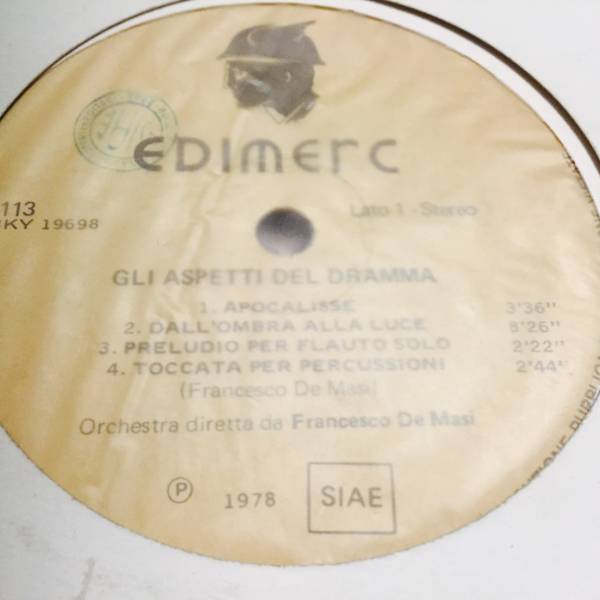 EDIMERC
113
KY 19698
Lato 1 - Stereo
GLI ASPETTI DEL DRAMMA
1. APOCALISSE 3'36"
2. DALL'OMBRA ALLA LUCE 8'26"
3. PRELUDIO PER FLAUTO SOLO 2'22"
4. TOCCATA PER PERCUSSIONI 2'44"
(Francesco De Masi)
Orchestra diretta da Francesco De Masi
P 1978 SIAE